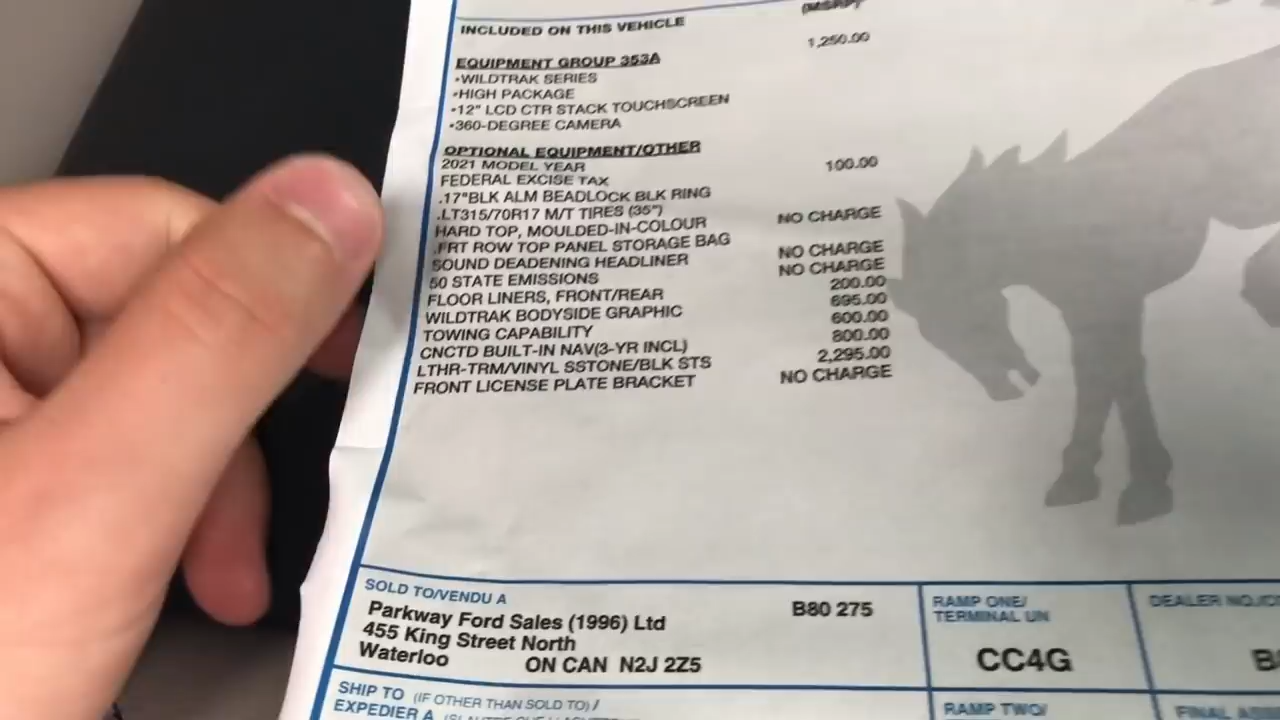 (MSRP)
INCLUDED ON THIS VEHICLE
EQUIPMENT GROUP 353A 1,250.00
•WILDTRAK SERIES
•HIGH PACKAGE
•12" LCD CTR STACK TOUCHSCREEN
•360-DEGREE CAMERA
OPTIONAL EQUIPMENT/OTHER
2021 MODEL YEAR
FEDERAL EXCISE TAX 100.00
.17"BLK ALM BEADLOCK BLK RING
.LT315/70R17 M/T TIRES (35")
HARD TOP, MOULDED-IN-COLOUR NO CHARGE
.FRT ROW TOP PANEL STORAGE BAG
SOUND DEADENING HEADLINER NO CHARGE
50 STATE EMISSIONS NO CHARGE
FLOOR LINERS, FRONT/REAR 200.00
WILDTRAK BODYSIDE GRAPHIC 695.00
TOWING CAPABILITY 600.00
CNCTD BUILT-IN NAV(3-YR INCL) 800.00
LTHR-TRM/VINYL SSTONE/BLK STS 2,295.00
FRONT LICENSE PLATE BRACKET NO CHARGE
SOLD TO/VENDU A
Parkway Ford Sales (1996) Ltd B80 275
455 King Street North
Waterloo ON CAN N2J 2Z5
RAMP ONE/
TERMINAL UN
CC4G
DEALER NO./
SHIP TO (IF OTHER THAN SOLD TO) /
EXPEDIER A
RAMP TWO/
FINAL